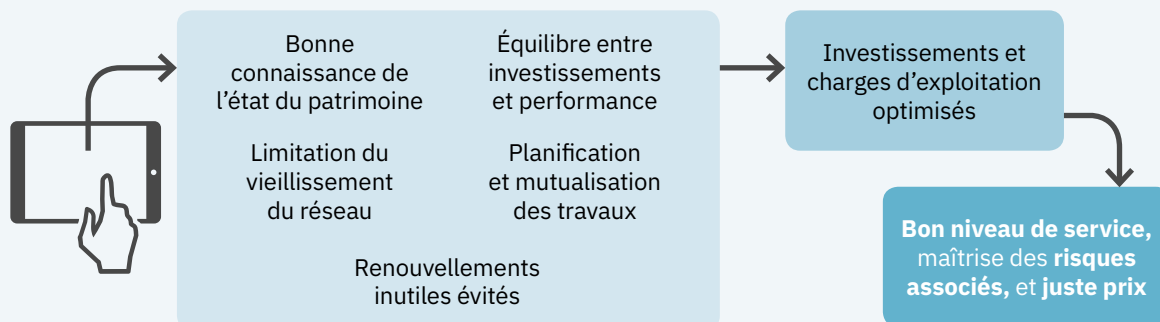 Bonne
connaissance de
l’état du patrimoine
Équilibre entre
investissements
et performance
Limitation du
vieillissement
du réseau
Planification
et mutualisation
des travaux
Renouvellements
inutiles évités
Investissements et
charges d’exploitation
optimisés
Bon niveau de service,
maîtrise des risques
associés, et juste prix